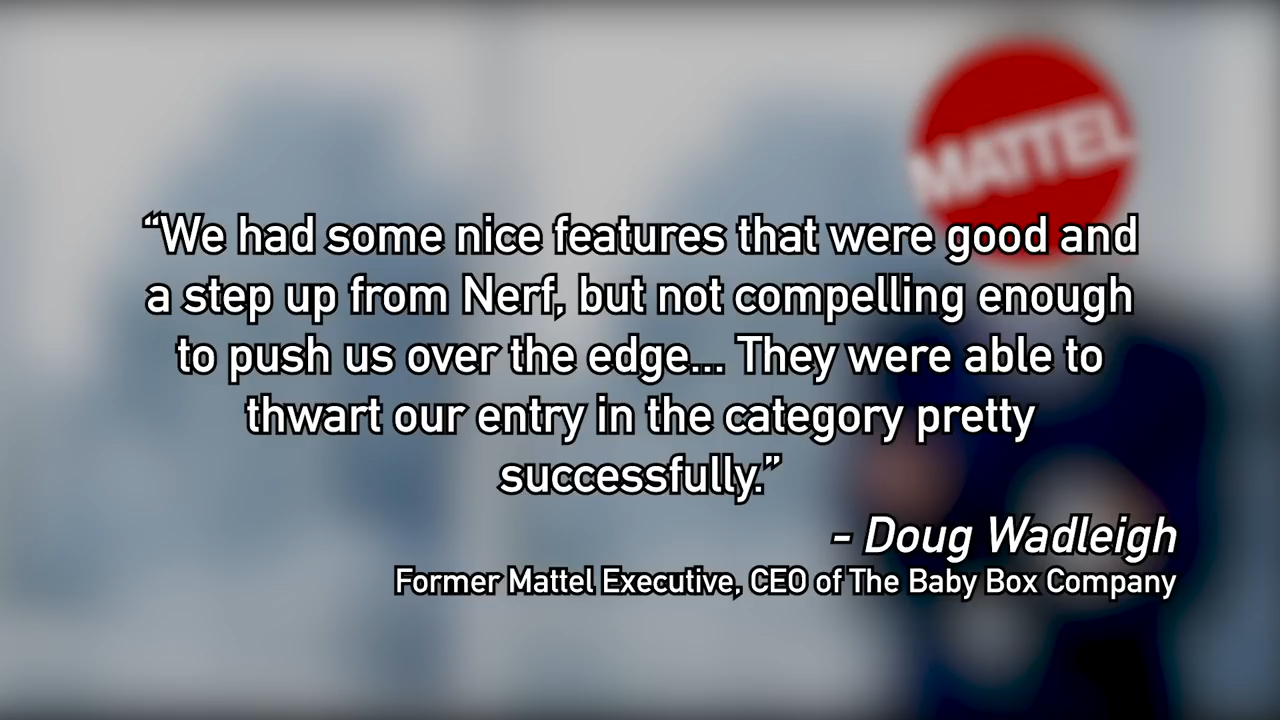 MATTEL
“We had some nice features that were good and
a step up from Nerf, but not compelling enough
to push us over the edge... They were able to
thwart our entry in the category pretty
successfully.”
- Doug Wadleigh
Former Mattel Executive, CEO of The Baby Box Company